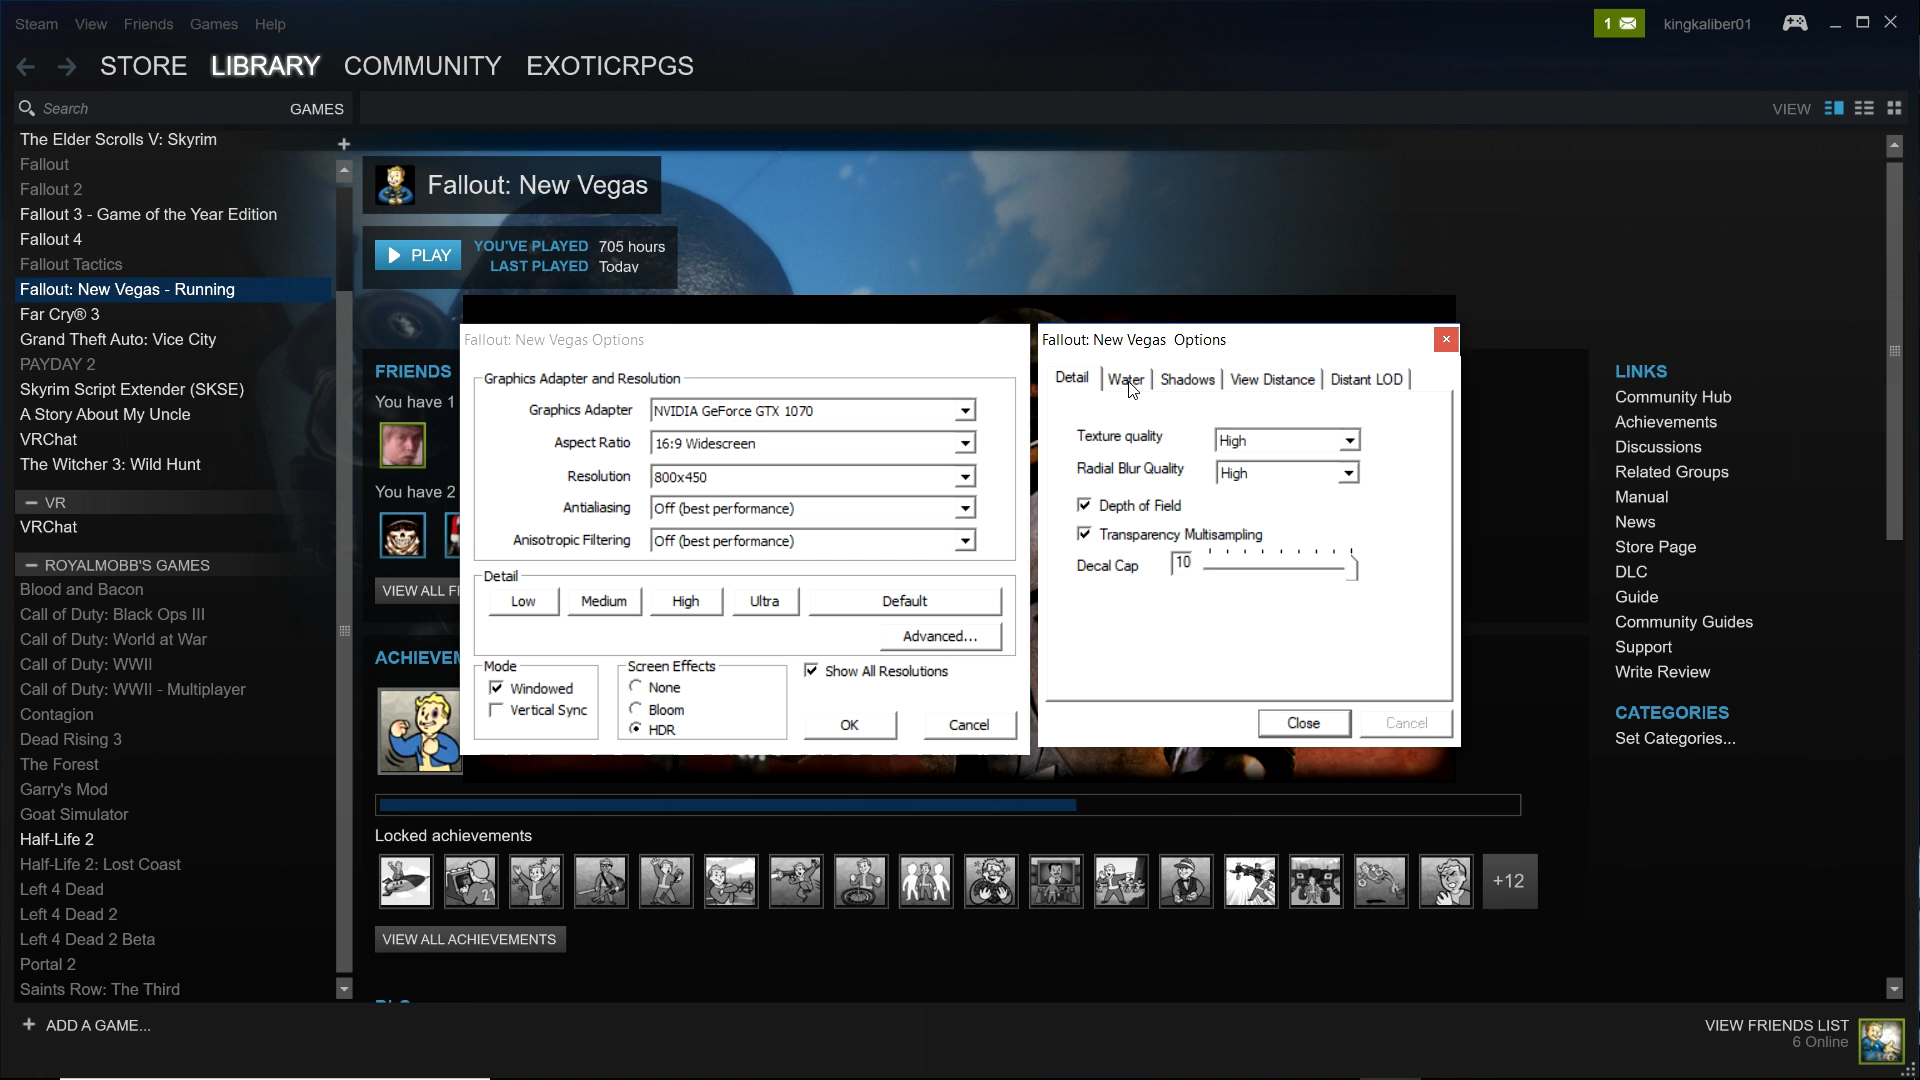 Steam View Friends Games Help
1
kingkaliber01
STORE LIBRARY COMMUNITY EXOTICRPGS
Search
GAMES
VIEW
The Elder Scrolls V: Skyrim
Fallout
Fallout 2
Fallout 3 - Game of the Year Edition
Fallout 4
Fallout Tactics
Fallout: New Vegas - Running
Far Cry® 3
Grand Theft Auto: Vice City
PAYDAY 2
Skyrim Script Extender (SKSE)
A Story About My Uncle
VRChat
The Witcher 3: Wild Hunt
VR
VRChat
ROYALMOBB'S GAMES
Blood and Bacon
Call of Duty: Black Ops III
Call of Duty: World at War
Call of Duty: WWII
Call of Duty: WWII - Multiplayer
Contagion
Dead Rising 3
The Forest
Garry's Mod
Goat Simulator
Half-Life 2
Half-Life 2: Lost Coast
Left 4 Dead
Left 4 Dead 2
Left 4 Dead 2 Beta
Portal 2
Saints Row: The Third
ADD A GAME...
Fallout: New Vegas
PLAY
YOU'VE PLAYED 705 hours
LAST PLAYED Today
FRIENDS
You have 1
You have 2
VIEW ALL F
ACHIEVE
Fallout: New Vegas Options
Graphics Adapter and Resolution
Graphics Adapter NVIDIA GeForce GTX 1070
Aspect Ratio 16:9 Widescreen
Resolution 800x450
Antialiasing Off (best performance)
Anisotropic Filtering Off (best performance)
Detail
Low Medium High Ultra Default
Advanced...
Mode
Windowed
Vertical Sync
Screen Effects
None
Bloom
HDR
Show All Resolutions
OK Cancel
Fallout: New Vegas Options
Detail Water Shadows View Distance Distant LOD
Texture quality High
Radial Blur Quality High
Depth of Field
Transparency Multisampling
Decal Cap 10
Close Cancel
Locked achievements
21
+12
VIEW ALL ACHIEVEMENTS
LINKS
Community Hub
Achievements
Discussions
Related Groups
Manual
News
Store Page
DLC
Guide
Community Guides
Support
Write Review
CATEGORIES
Set Categories...
VIEW FRIENDS LIST
6 Online